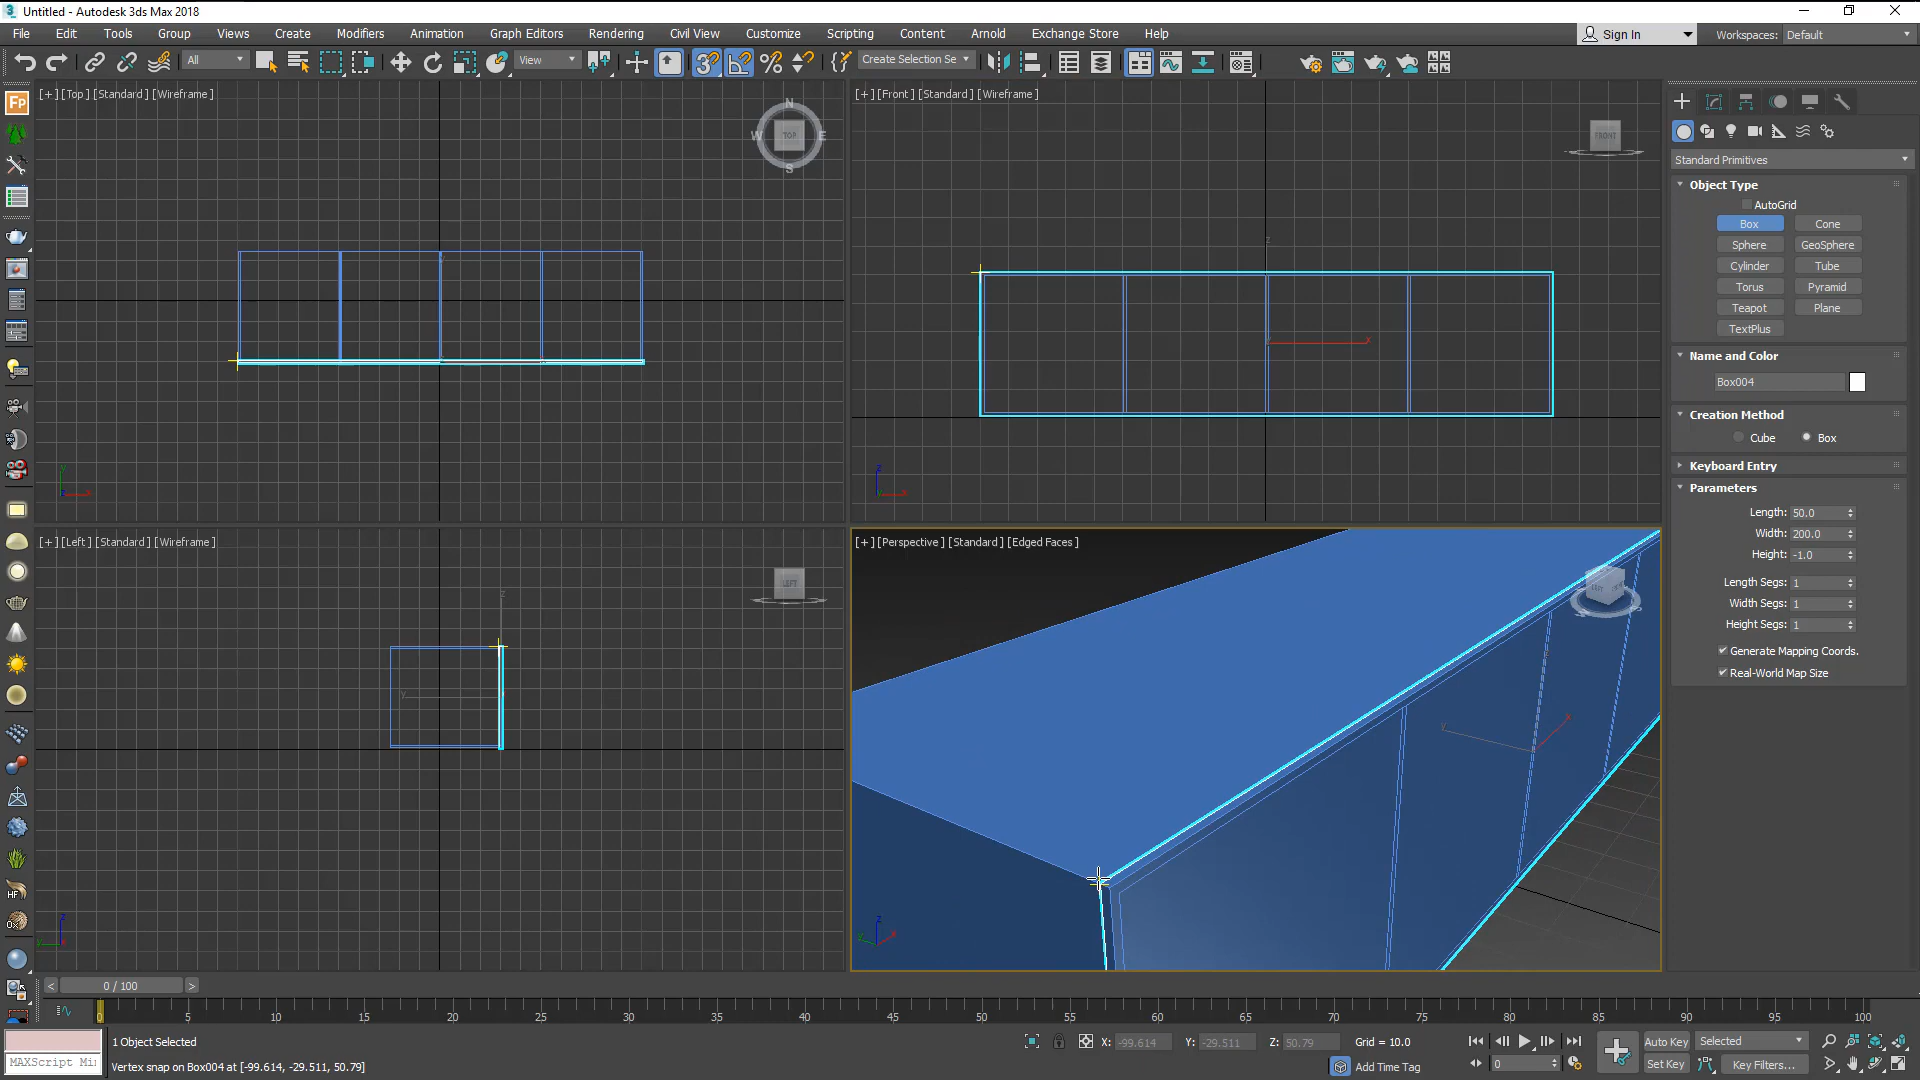 Untitled - Autodesk 3ds Max 2018
File Edit Tools Group Views Create Modifiers Animation Graph Editors Rendering Civil View Customize Scripting Content Arnold Exchange Store Help
Sign In Workspaces: Default
All View Create Selection Se
[+] [Top] [Standard] [Wireframe]
N
W TOP E
S
[+] [Front] [Standard] [Wireframe]
FRONT
[+] [Left] [Standard] [Wireframe]
LEFT
[+] [Perspective] [Standard] [Edged Faces]
Standard Primitives
Object Type
AutoGrid
Box Cone
Sphere GeoSphere
Cylinder Tube
Torus Pyramid
Teapot Plane
TextPlus
Name and Color
Box004
Creation Method
Cube Box
Keyboard Entry
Parameters
Length: 50.0
Width: 200.0
Height: -1.0
Length Segs: 1
Width Segs: 1
Height Segs: 1
Generate Mapping Coords.
Real-World Map Size
< 0 / 100 >
0 5 10 15 20 25 30 35 40 45 50 55 60 65 70 75 80 85 90 95 100
MAXScript Mi
1 Object Selected
Vertex snap on Box004 at [-99.614, -29.511, 50.79]
X: -99.614 Y: -29.511 Z: 50.79 Grid = 10.0
Add Time Tag
0
Auto Key Selected
Set Key Key Filters...